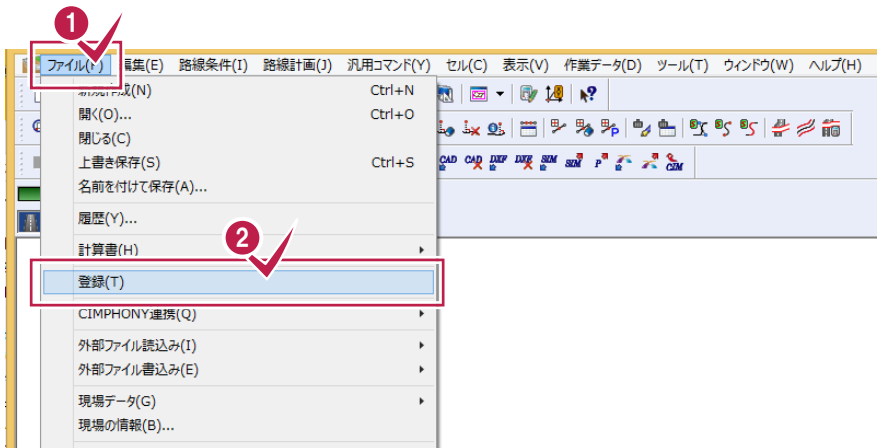 1
ファイル(F) 編集(E) 路線条件(I) 路線計画(J) 汎用コマンド(Y) セル(C) 表示(V) 作業データ(D) ツール(T) ウィンドウ(W) ヘルプ(H)
新規作成(N) Ctrl+N
開く(O)... Ctrl+O
閉じる(C)
上書き保存(S) Ctrl+S
CAD CAD DXF DXF SIM SIM P SIM
名前を付けて保存(A)...
履歴(Y)...
2
計算書(H)
登録(T)
CIMPHONY連携(Q)
外部ファイル読込み(I)
外部ファイル書込み(E)
現場データ(G)
現場の情報(B)...